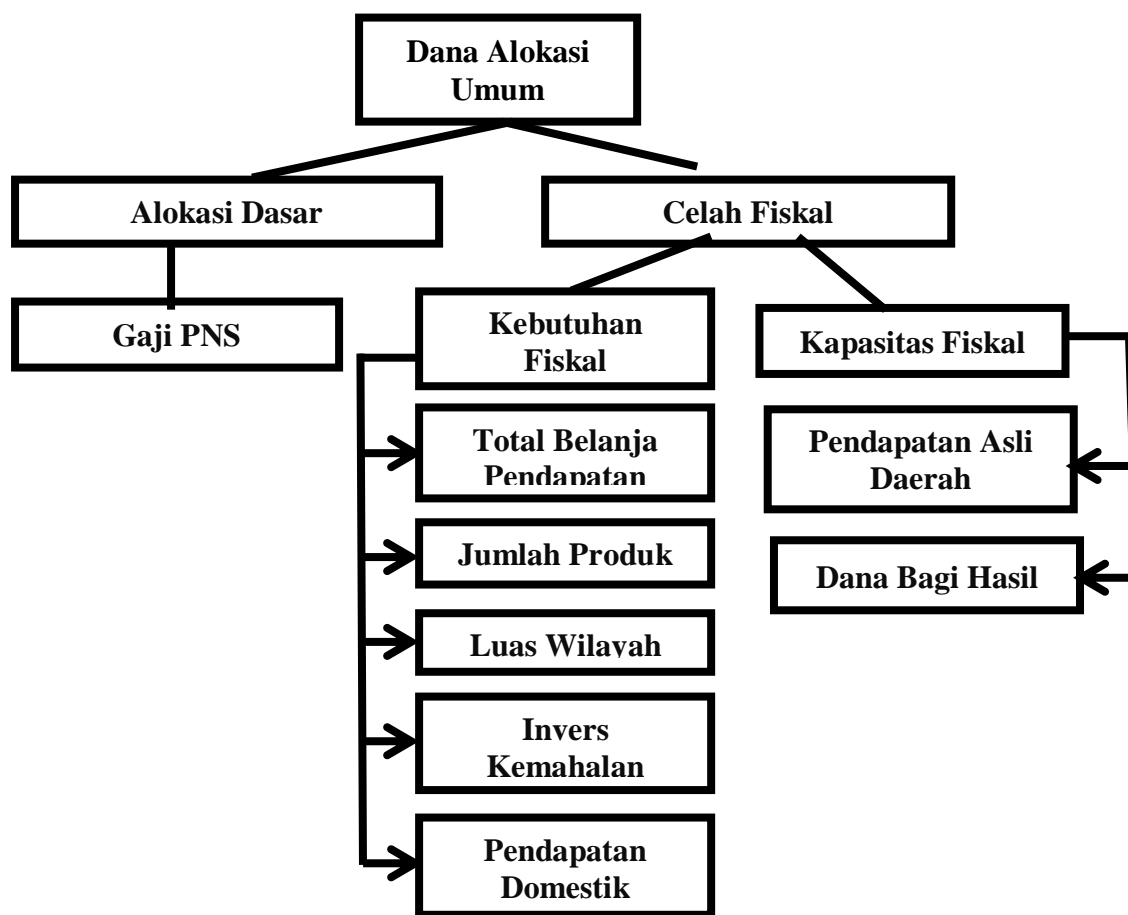 Dana Alokasi
Umum
Alokasi Dasar
Celah Fiskal
Gaji PNS
Kebutuhan
Fiskal
Kapasitas Fiskal
Total Belanja
Pendapatan
Pendapatan Asli
Daerah
Jumlah Produk
Dana Bagi Hasil
Luas Wilayah
Invers
Kemahalan
Pendapatan
Domestik